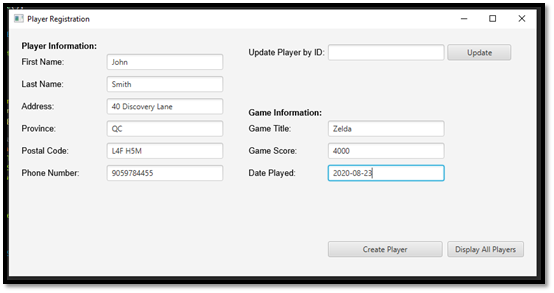 Player Registration
Player Information:
First Name: John
Last Name: Smith
Address: 40 Discovery Lane
Province: QC
Postal Code: L4F H5M
Phone Number: 9059784455
Update Player by ID: Update
Game Information:
Game Title: Zelda
Game Score: 4000
Date Played: 2020-08-23
Create Player Display All Players